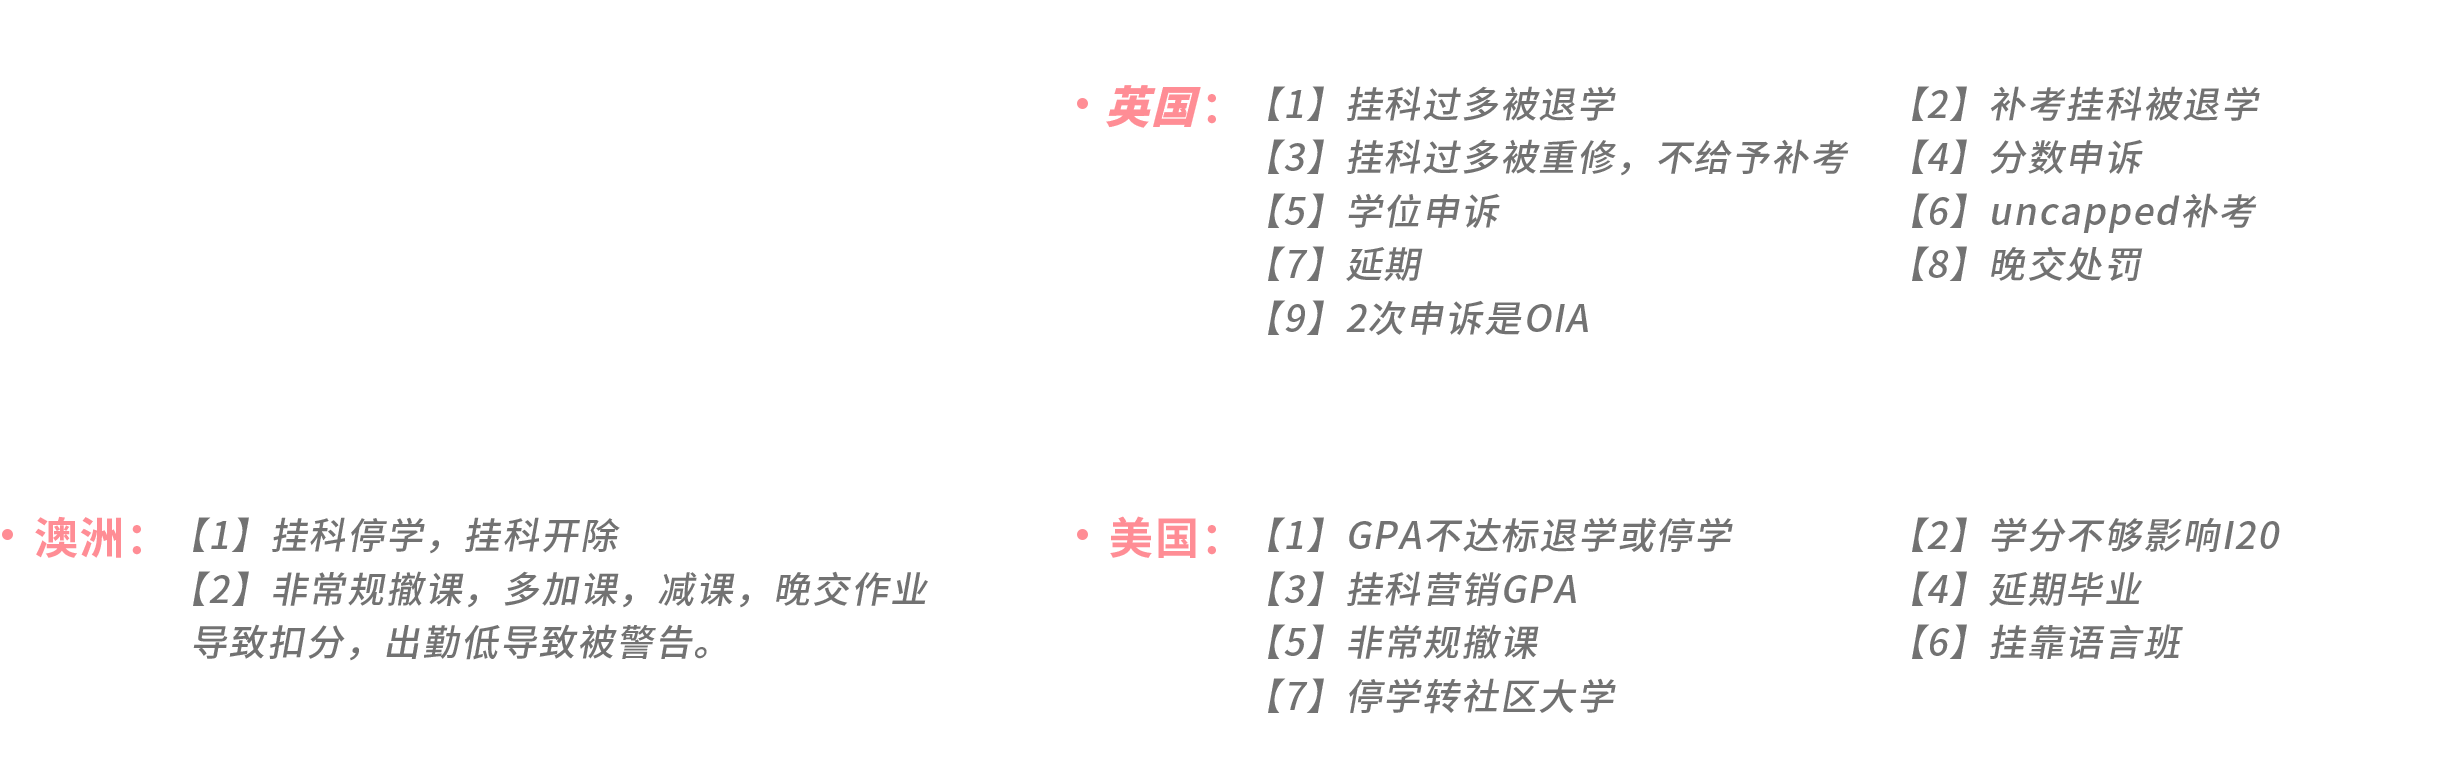 • 英国：【1】挂科过多被退学 【2】补考挂科被退学
【3】挂科过多被重修，不给予补考 【4】分数申诉
【5】学位申诉 【6】uncapped补考
【7】延期 【8】晚交处罚
【9】2次申诉是OIA
• 澳洲：【1】挂科停学，挂科开除
【2】非常规撤课，多加课，减课，晚交作业
导致扣分，出勤低导致被警告。
• 美国：【1】GPA不达标退学或停学 【2】学分不够影响I20
【3】挂科营销GPA 【4】延期毕业
【5】非常规撤课 【6】挂靠语言班
【7】停学转社区大学